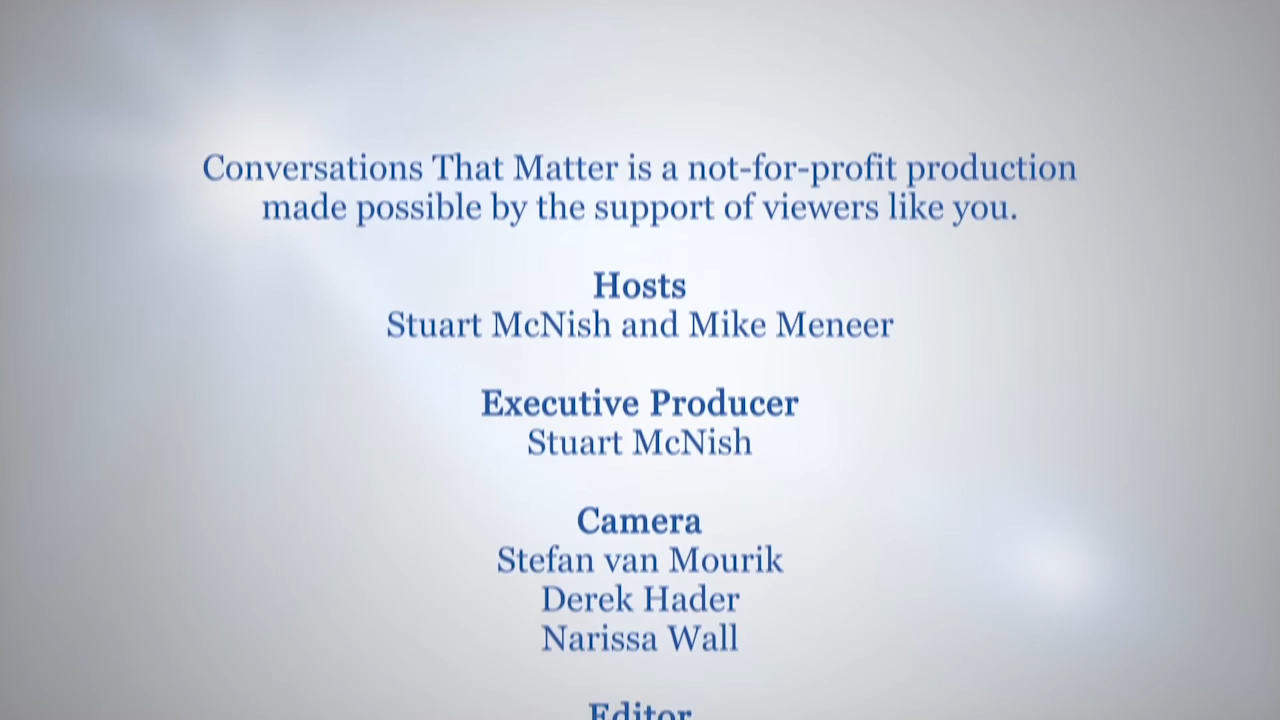 Conversations That Matter is a not-for-profit production
made possible by the support of viewers like you.
Hosts
Stuart McNish and Mike Meneer
Executive Producer
Stuart McNish
Camera
Stefan van Mourik
Derek Hader
Narissa Wall
Editor